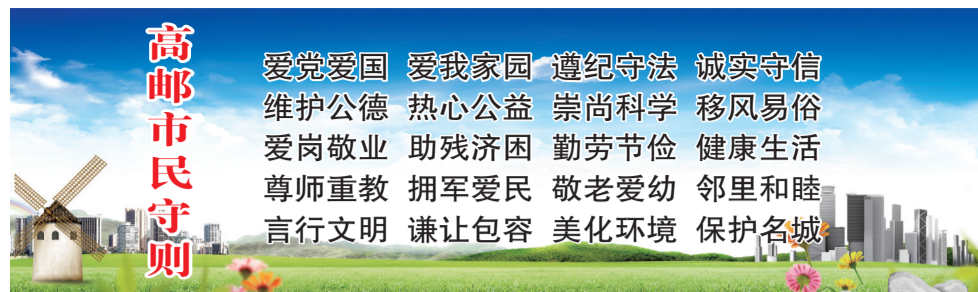 高邮市民守则
爱党爱国 爱我家园 遵纪守法 诚实守信
维护公德 热心公益 崇尚科学 移风易俗
爱岗敬业 助残济困 勤劳节俭 健康生活
尊师重教 拥军爱民 敬老爱幼 邻里和睦
言行文明 谦让包容 美化环境 保护名城